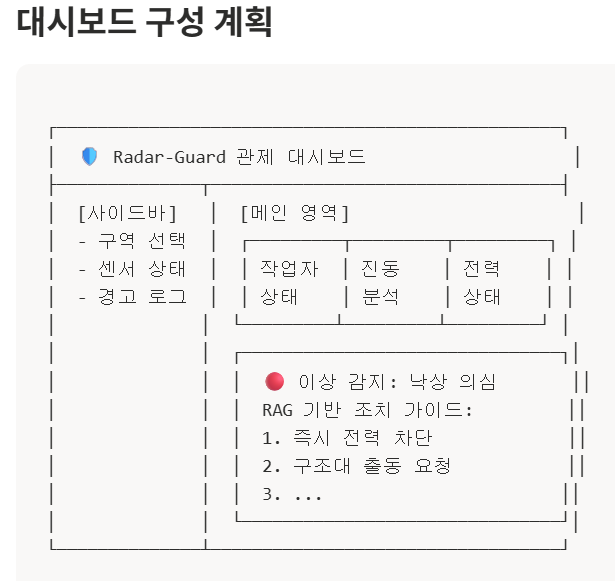 대시보드 구성 계획
Radar-Guard 관제 대시보드
[사이드바] [메인 영역]
- 구역 선택
- 센서 상태 작업자 진동 전력
- 경고 로그 상태 분석 상태
이상 감지: 낙상 의심
RAG 기반 조치 가이드:
1. 즉시 전력 차단
2. 구조대 출동 요청
3. ...